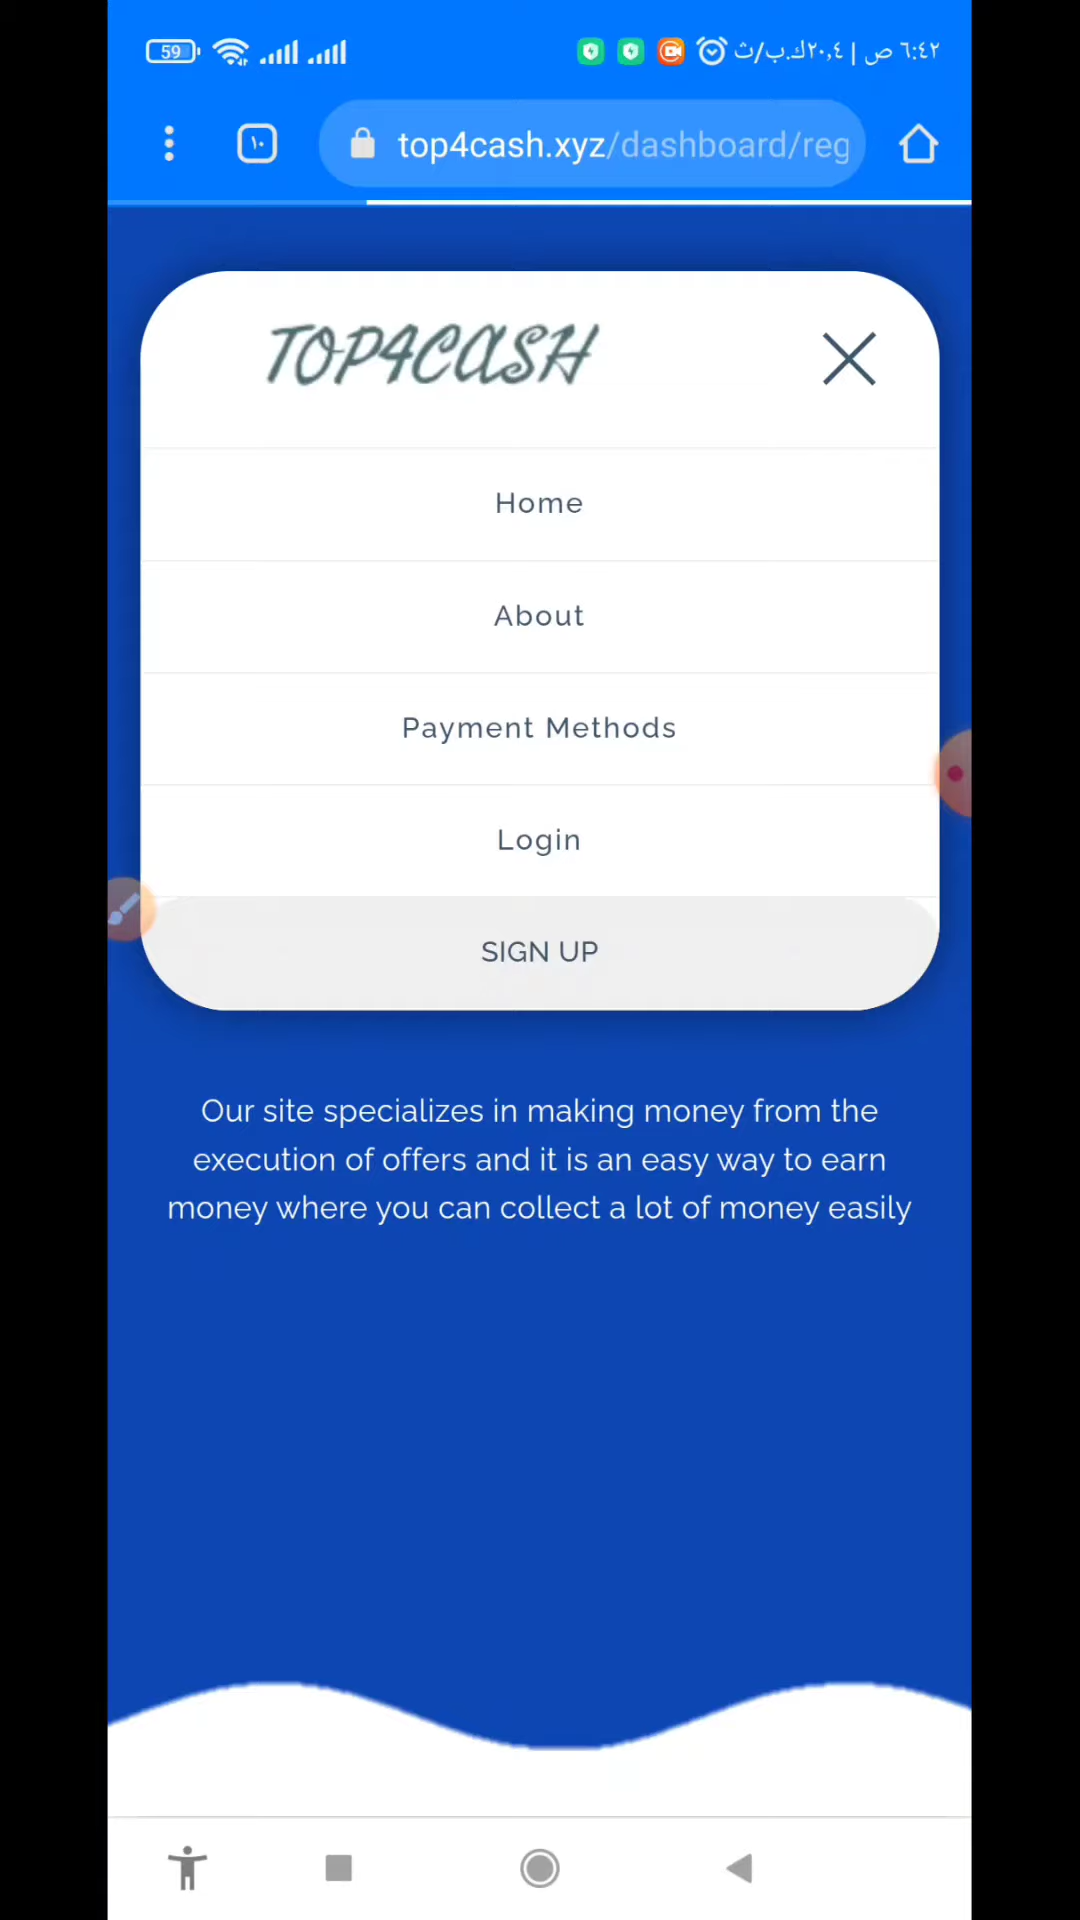 59 ٢٠,٤ك.ب/ث | ٦:٤٢ ص
١٠ top4cash.xyz/dashboard/reg
TOP4CASH
Home
About
Payment Methods
Login
SIGN UP
Our site specializes in making money from the
execution of offers and it is an easy way to earn
money where you can collect a lot of money easily